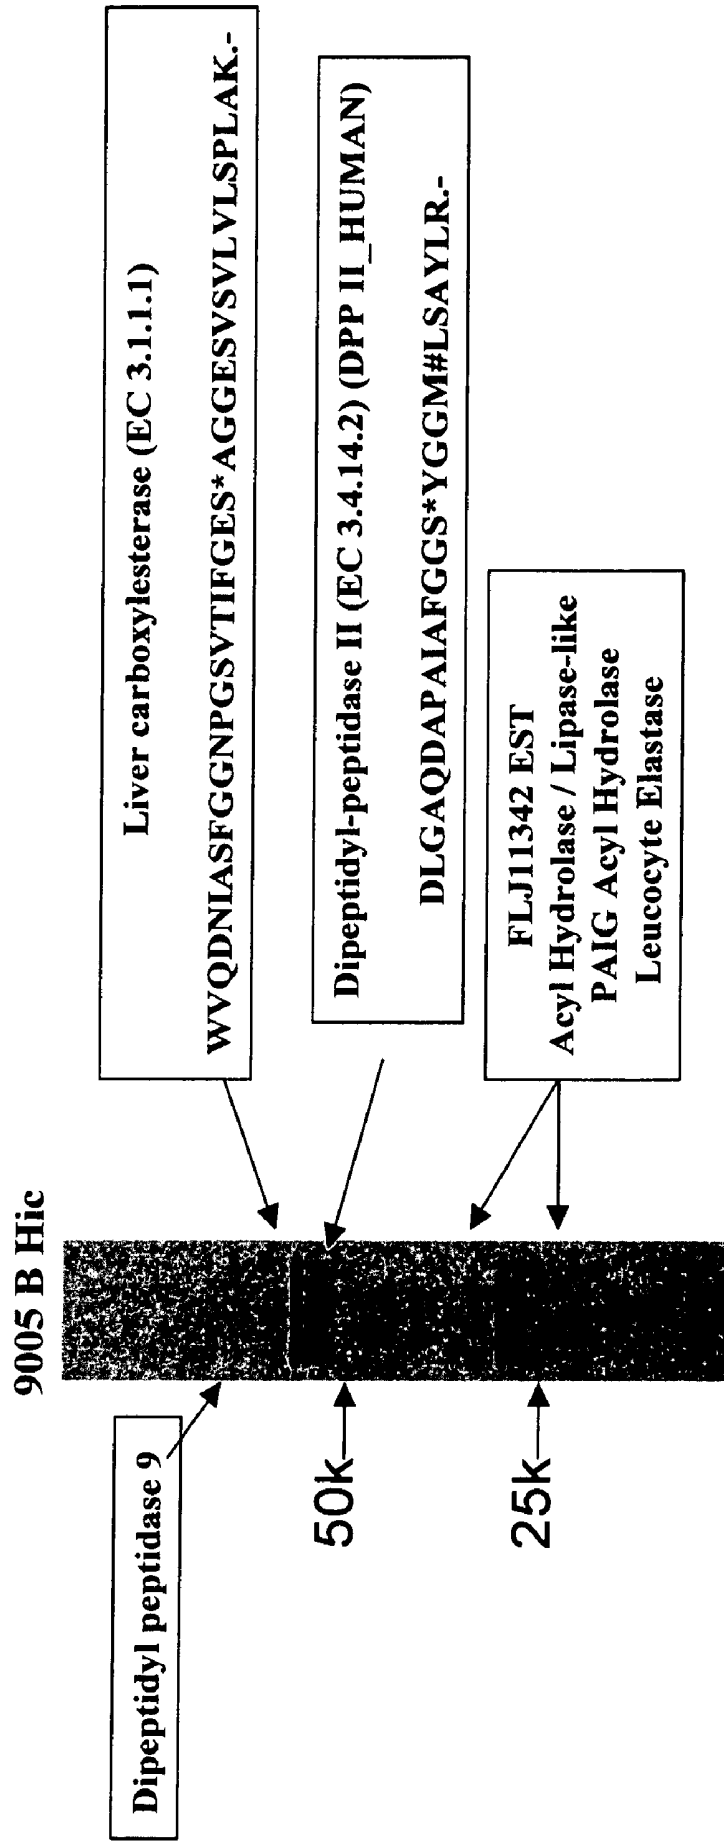 9005 B Hic
Dipeptidyl peptidase 9
50k
25k
Liver carboxylesterase (EC 3.1.1.1)
WVQDNIASFGGNPGSVTIFGES*AGGESVSVLVLSPLAK.-
Dipeptidyl-peptidase II (EC 3.4.14.2) (DPP II_HUMAN)
DLGAQDAPAIAFGGS*YGGM#LSAYLR.-
FLJ11342 EST
Acyl Hydrolase / Lipase-like
PAIG Acyl Hydrolase
Leucocyte Elastase